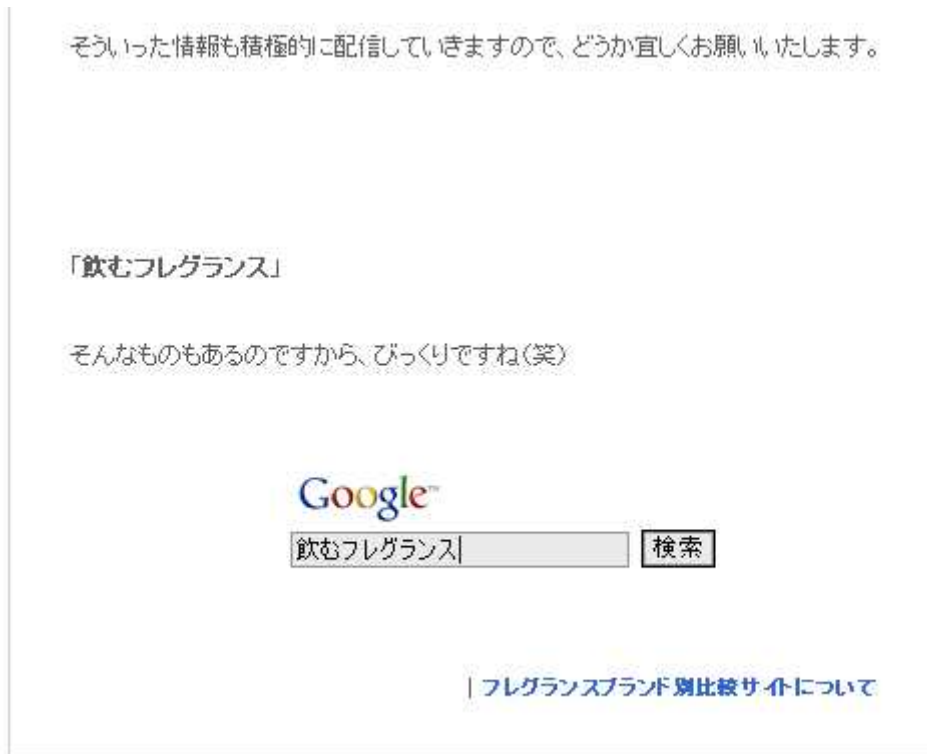 そういった情報も積極的に配信していきますので、どうか宜しくお願いいたします。
「飲むフレグランス」
そんなものもあるのですから、びっくりですね(笑)
Google™
飲むフレグランス 検索
| フレグランスブランド別比較サイトについて